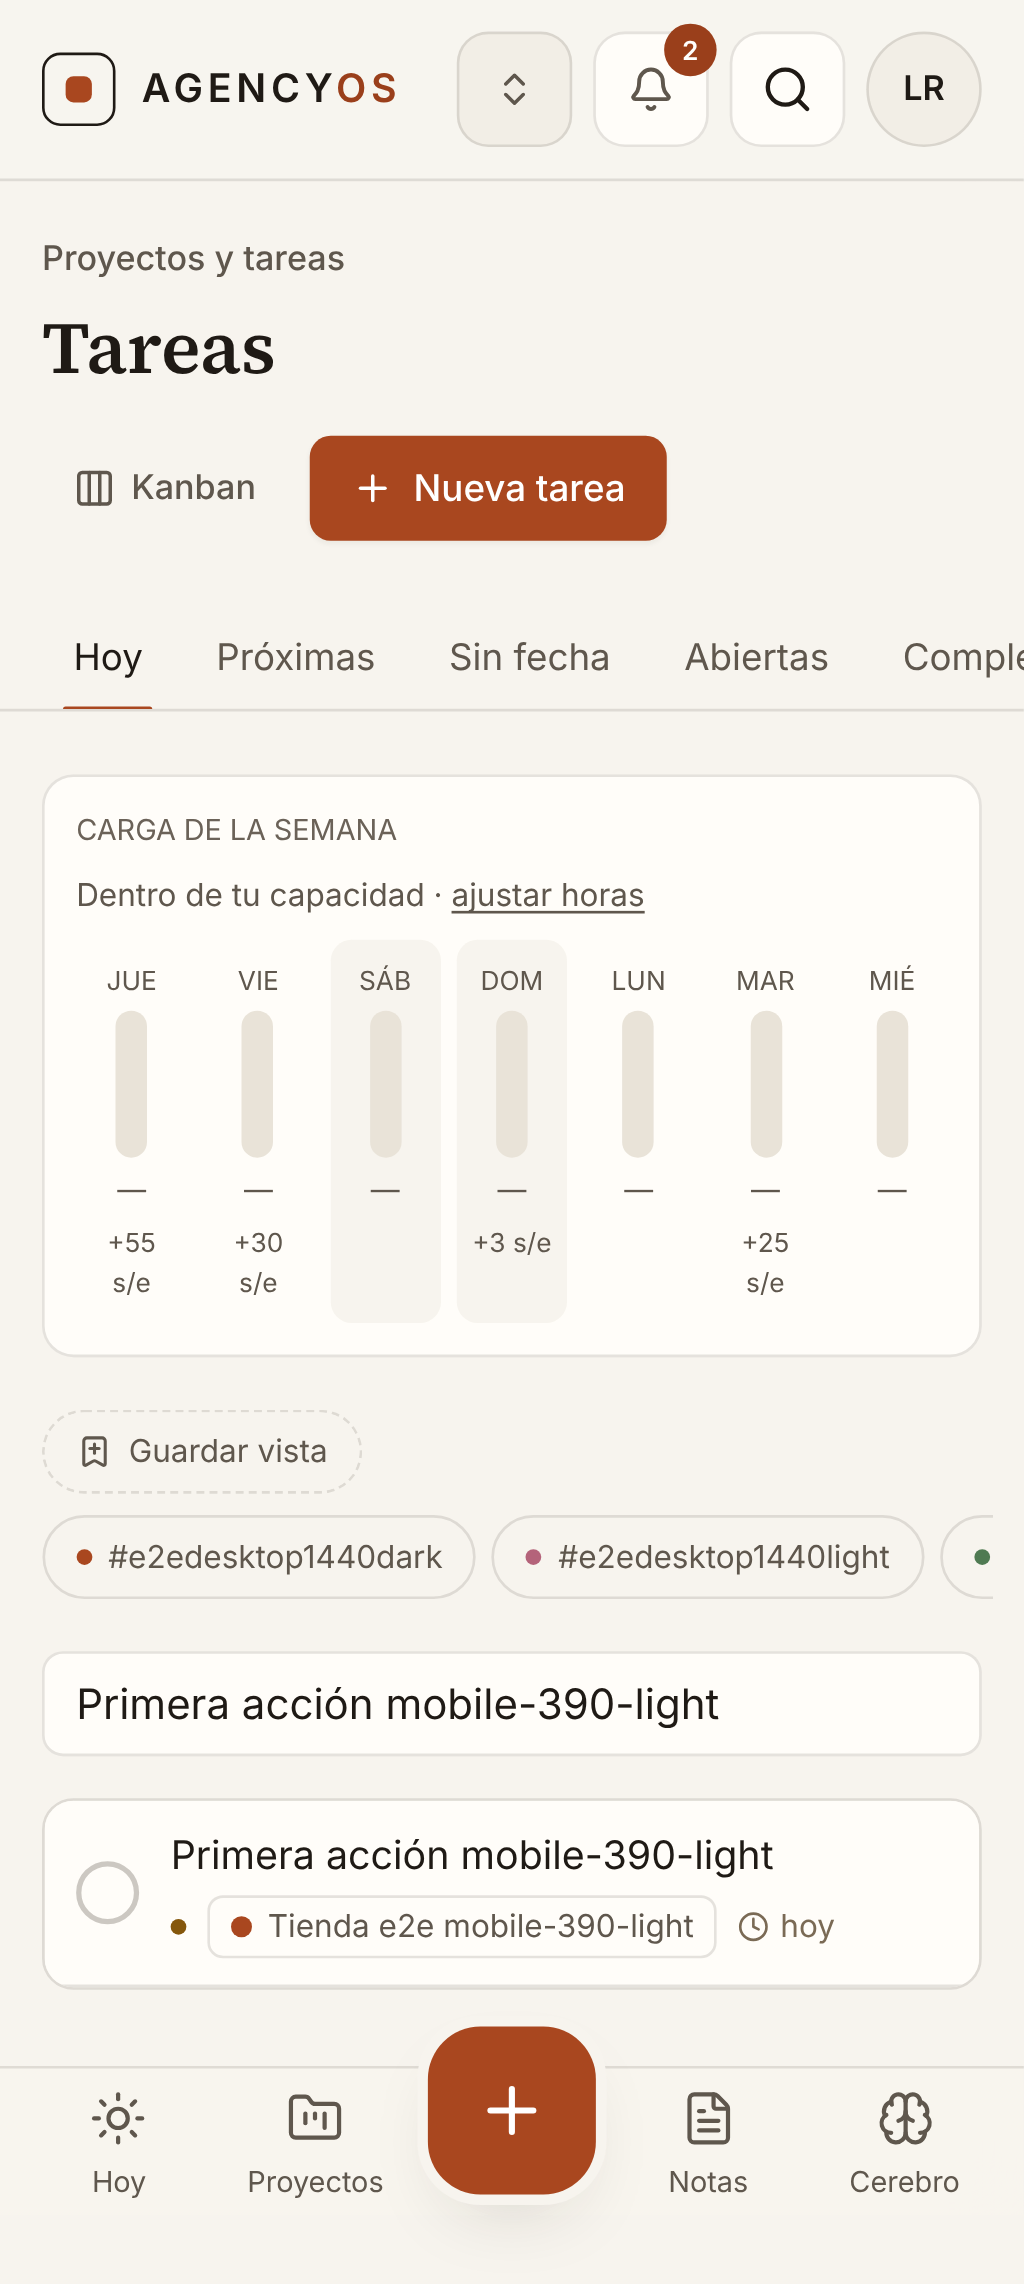 AGENCYOS
2
LR
Proyectos y tareas
Tareas
Kanban
Nueva tarea
Hoy Próximas Sin fecha Abiertas Comple
CARGA DE LA SEMANA
Dentro de tu capacidad · ajustar horas
JUE VIE SÁB DOM LUN MAR MIÉ
— — — — — — —
+55 s/e +30 s/e +3 s/e +25 s/e
Guardar vista
#e2edesktop1440dark #e2edesktop1440light
Primera acción mobile-390-light
Primera acción mobile-390-light
Tienda e2e mobile-390-light hoy
Hoy Proyectos Notas Cerebro